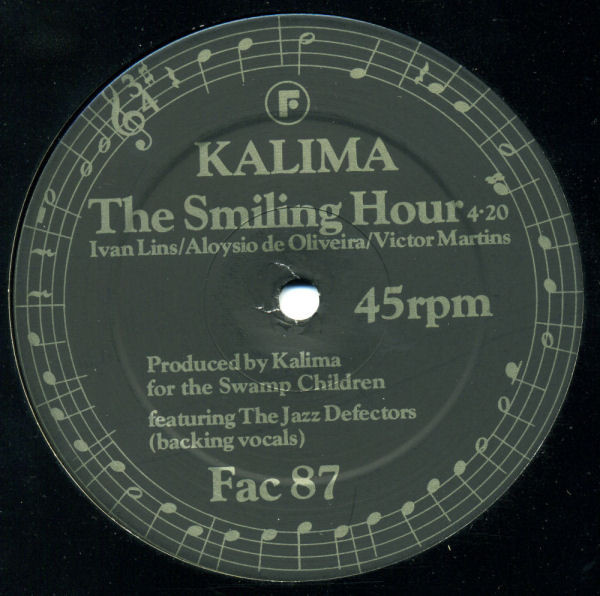 F
KALIMA
The Smiling Hour 4·20
Ivan Lins/Aloysio de Oliveira/Victor Martins
45rpm
Produced by Kalima
for the Swamp Children
featuring The Jazz Defectors
(backing vocals)
Fac 87